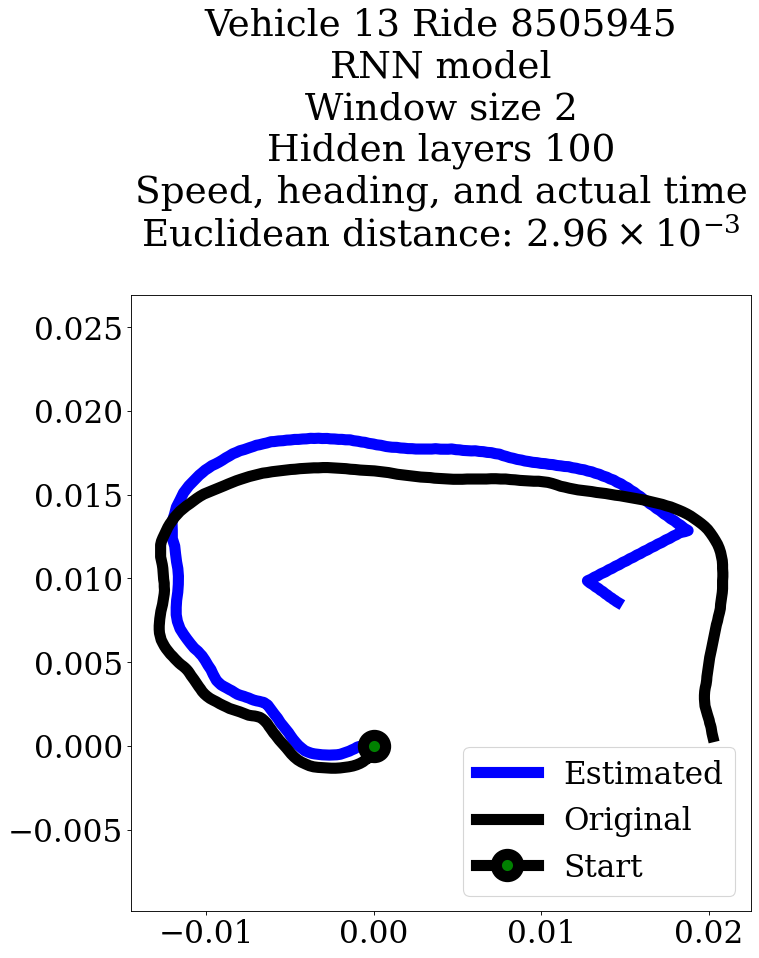 Vehicle 13 Ride 8505945
RNN model
Window size 2
Hidden layers 100
Speed, heading, and actual time
Euclidean distance: 2.96 × 10⁻³
0.025
0.020
0.015
0.010
0.005
0.000
−0.005
Estimated
Original
Start
−0.01 0.00 0.01 0.02